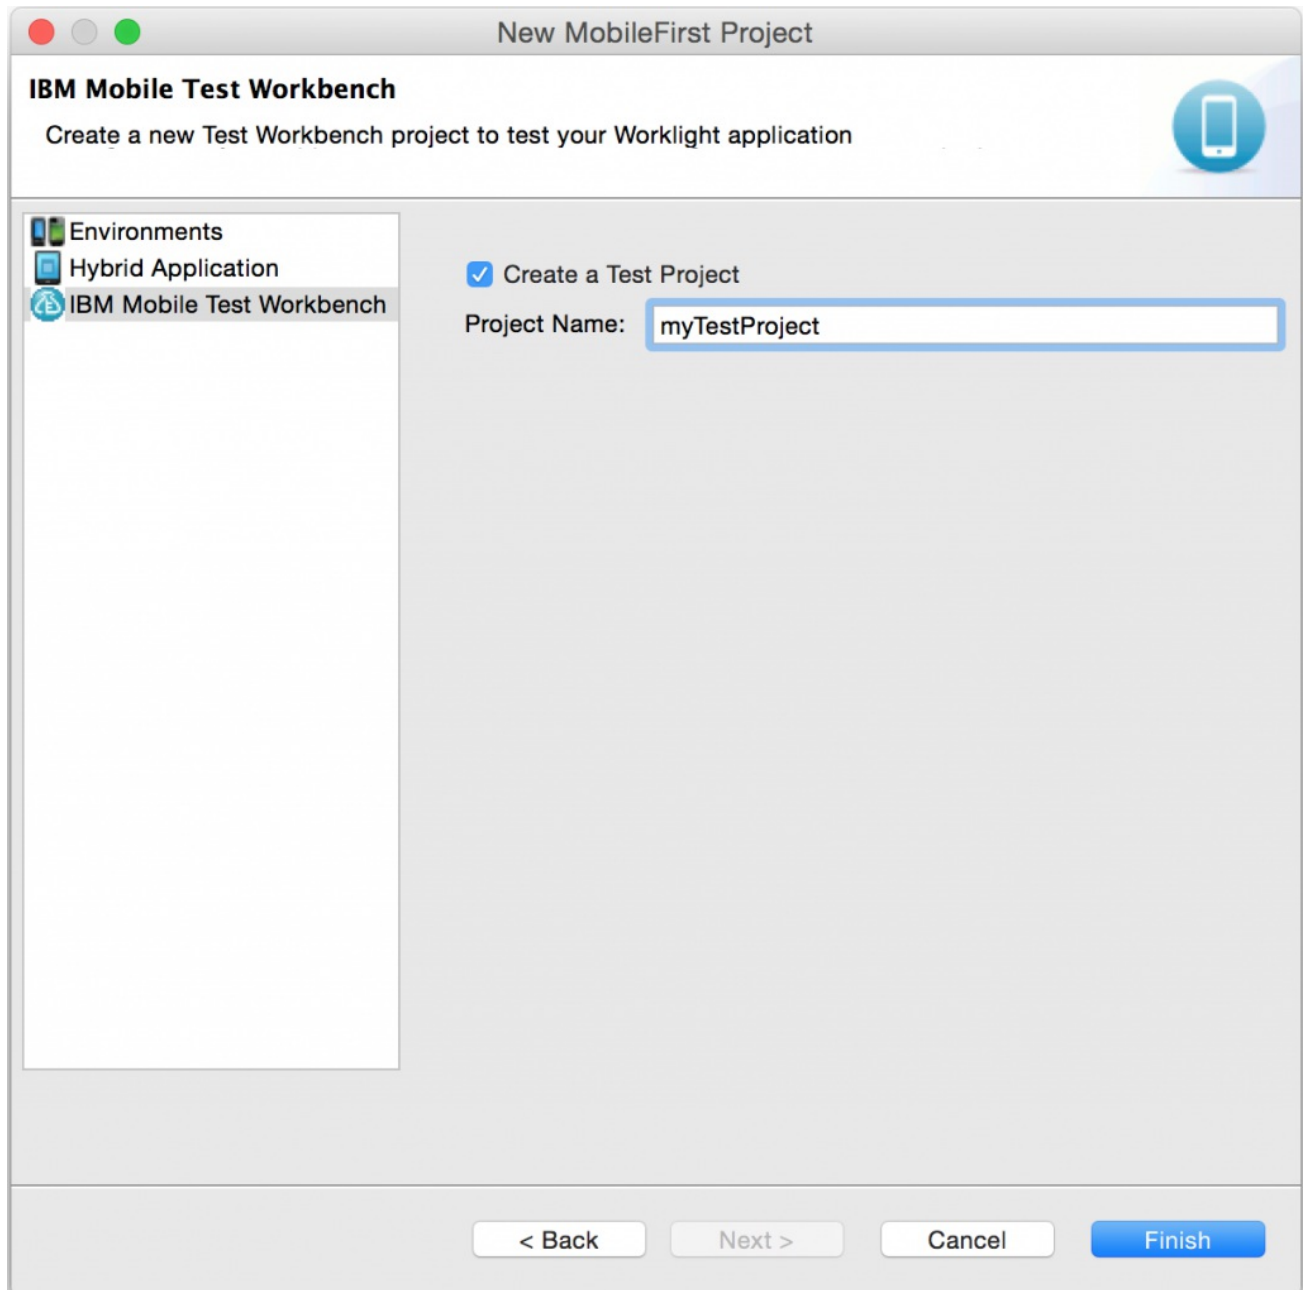 New MobileFirst Project
IBM Mobile Test Workbench
Create a new Test Workbench project to test your Worklight application
Environments
Hybrid Application
IBM Mobile Test Workbench
Create a Test Project
Project Name: myTestProject
< Back Next > Cancel Finish